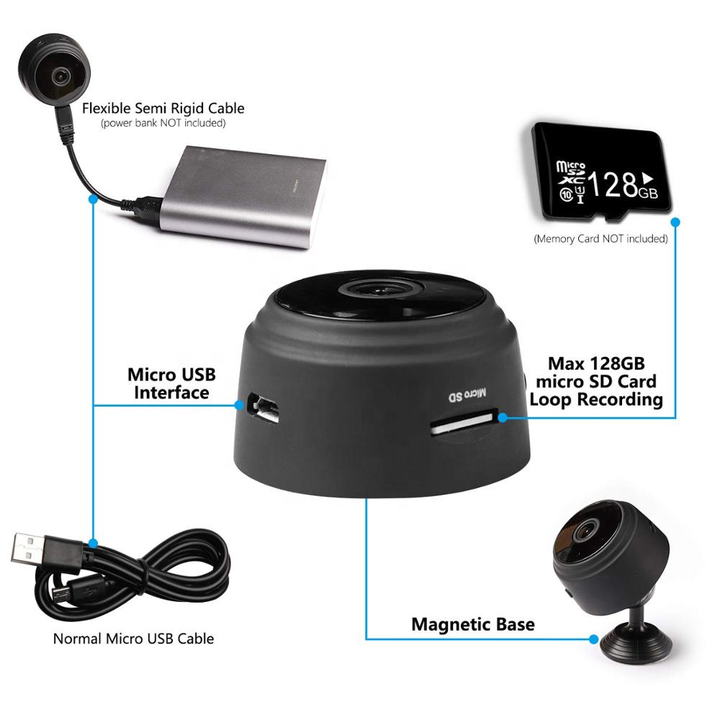 Flexible Semi Rigid Cable
(power bank NOT included)
Micro
SD
XC I
10 U1
128GB
(Memory Card NOT included)
Micro USB
Interface
Micro SD
Max 128GB
micro SD Card
Loop Recording
Magnetic Base
Normal Micro USB Cable